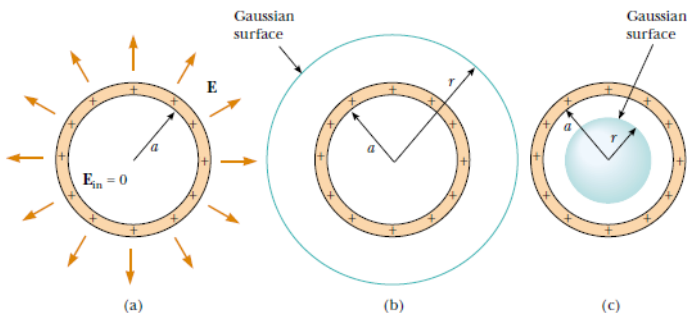 E
a
E_in = 0
(a)
Gaussian
surface
r
a
(b)
Gaussian
surface
a
r
(c)